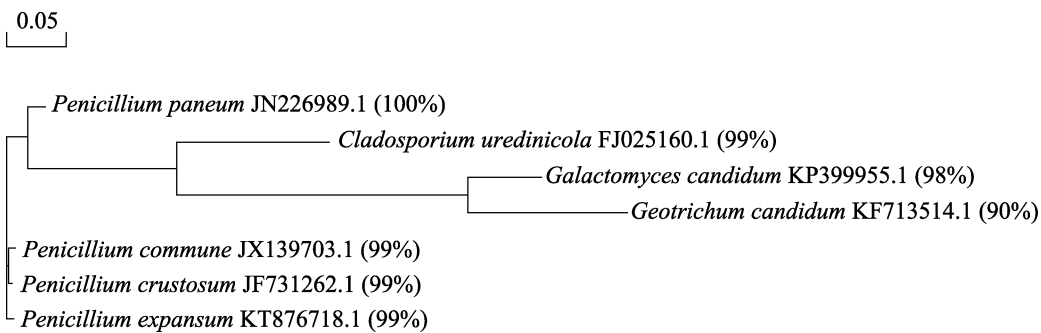 0.05
Penicillium paneum JN226989.1 (100%)
Cladosporium uredinicola FJ025160.1 (99%)
Galactomyces candidum KP399955.1 (98%)
Geotrichum candidum KF713514.1 (90%)
Penicillium commune JX139703.1 (99%)
Penicillium crustosum JF731262.1 (99%)
Penicillium expansum KT876718.1 (99%)